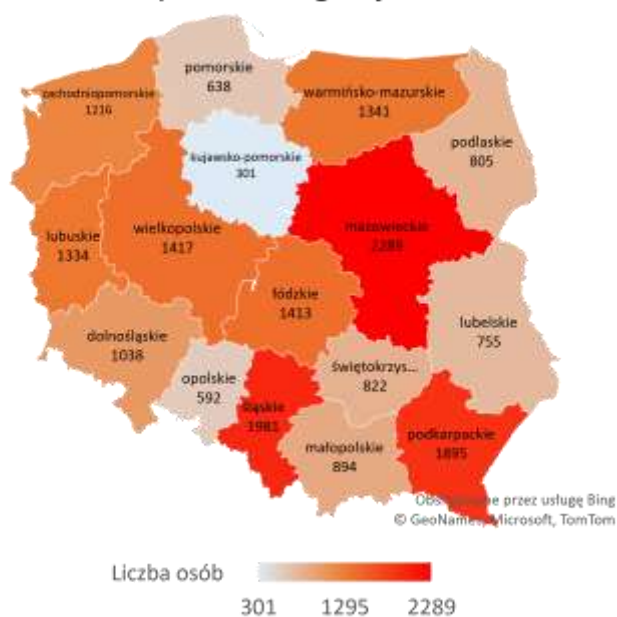 pomorskie
638
zachodniopomorskie
1216
warmińsko-mazurskie
1341
podlaskie
805
kujawsko-pomorskie
301
mazowieckie
2289
lubuskie
1334
wielkopolskie
1417
łódzkie
1413
lubelskie
755
dolnośląskie
1038
opolskie
592
śląskie
1981
świętokrzys...
822
małopolskie
894
podkarpackie
1895
przez usługę Bing
© GeoNames, Microsoft, TomTom
Liczba osób
301 1295 2289